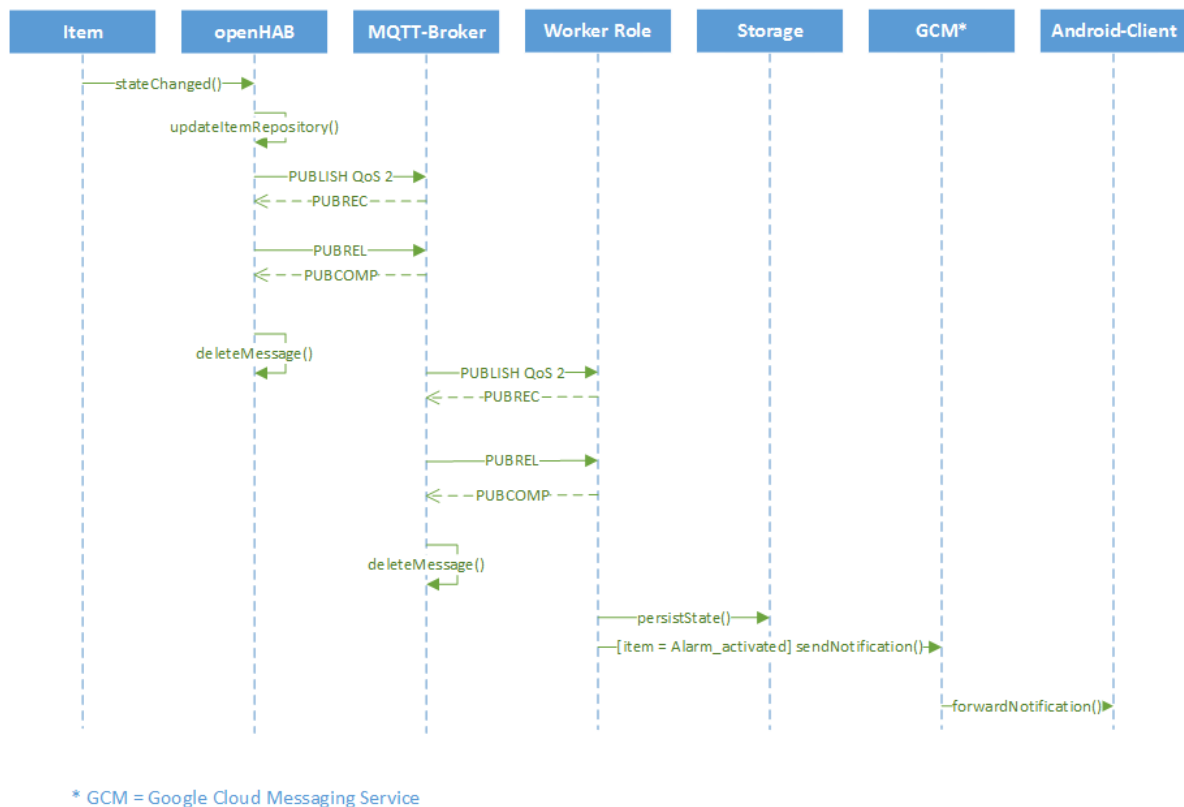 Item
openHAB
MQTT-Broker
Worker Role
Storage
GCM*
Android-Client
stateChanged()
updateItemRepository()
PUBLISH QoS 2
PUBREC
PUBREL
PUBCOMP
deleteMessage()
PUBLISH QoS 2
PUBREC
PUBREL
PUBCOMP
deleteMessage()
persistState()
[item = Alarm_activated] sendNotification()
forwardNotification()
* GCM = Google Cloud Messaging Service